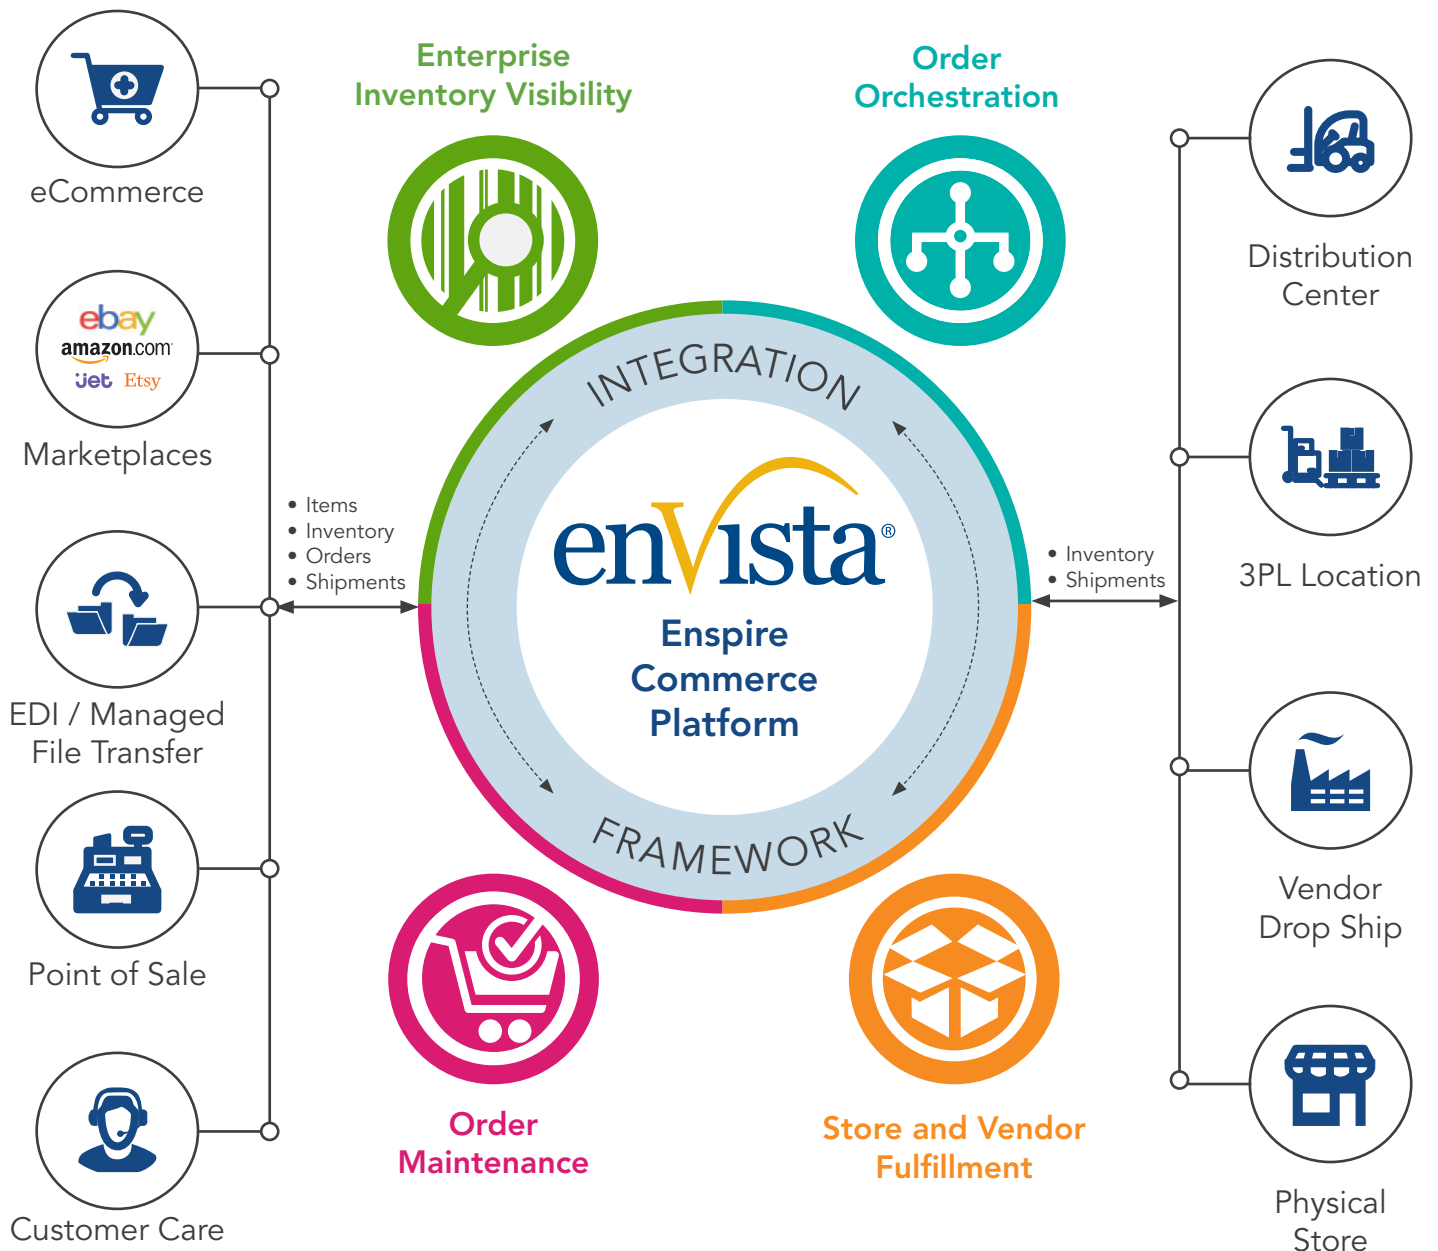 eCommerce
ebay
amazon.com
jet Etsy
Marketplaces
EDI / Managed
File Transfer
Point of Sale
Customer Care
• Items
• Inventory
• Orders
• Shipments
Enterprise
Inventory Visibility
Order
Orchestration
INTEGRATION
enVista®
Enspire
Commerce
Platform
FRAMEWORK
Order
Maintenance
Store and Vendor
Fulfillment
• Inventory
• Shipments
Distribution
Center
3PL Location
Vendor
Drop Ship
Physical
Store